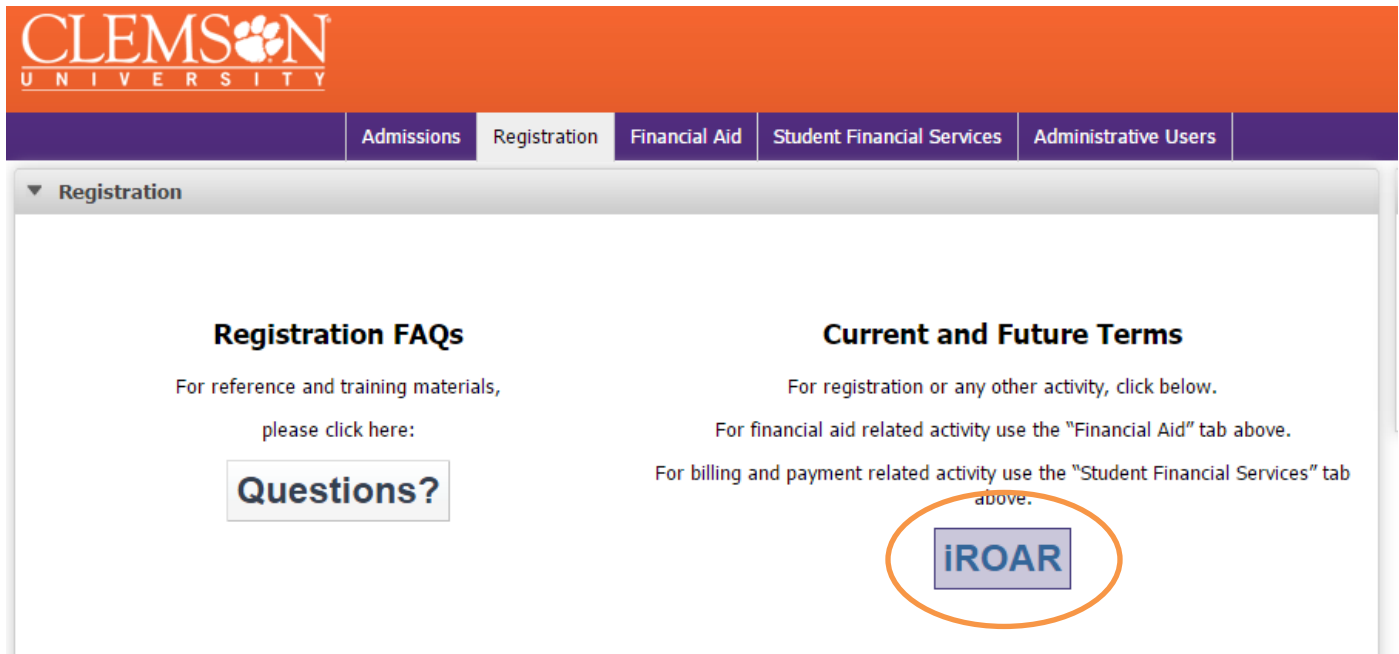 CLEMSON
UNIVERSITY
Admissions Registration Financial Aid Student Financial Services Administrative Users
Registration
Registration FAQs
For reference and training materials,
please click here:
Questions?
Current and Future Terms
For registration or any other activity, click below.
For financial aid related activity use the “Financial Aid” tab above.
For billing and payment related activity use the “Student Financial Services” tab
above.
iROAR